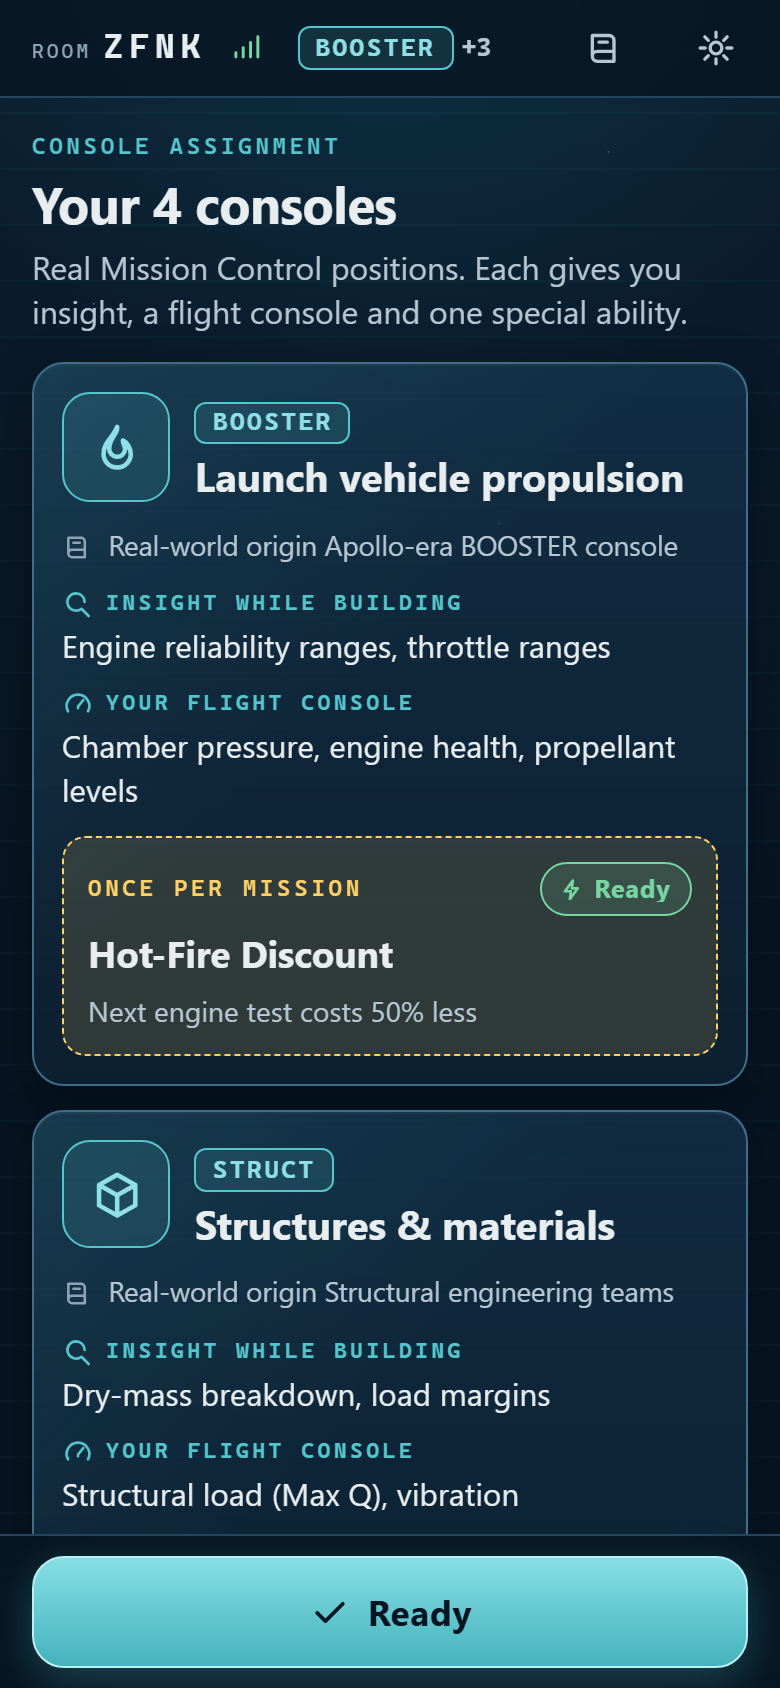 ROOM ZFNK BOOSTER +3
CONSOLE ASSIGNMENT
Your 4 consoles
Real Mission Control positions. Each gives you
insight, a flight console and one special ability.
BOOSTER
Launch vehicle propulsion
Real-world origin Apollo-era BOOSTER console
INSIGHT WHILE BUILDING
Engine reliability ranges, throttle ranges
YOUR FLIGHT CONSOLE
Chamber pressure, engine health, propellant
levels
ONCE PER MISSION
Ready
Hot-Fire Discount
Next engine test costs 50% less
STRUCT
Structures & materials
Real-world origin Structural engineering teams
INSIGHT WHILE BUILDING
Dry-mass breakdown, load margins
YOUR FLIGHT CONSOLE
Structural load (Max Q), vibration
Ready